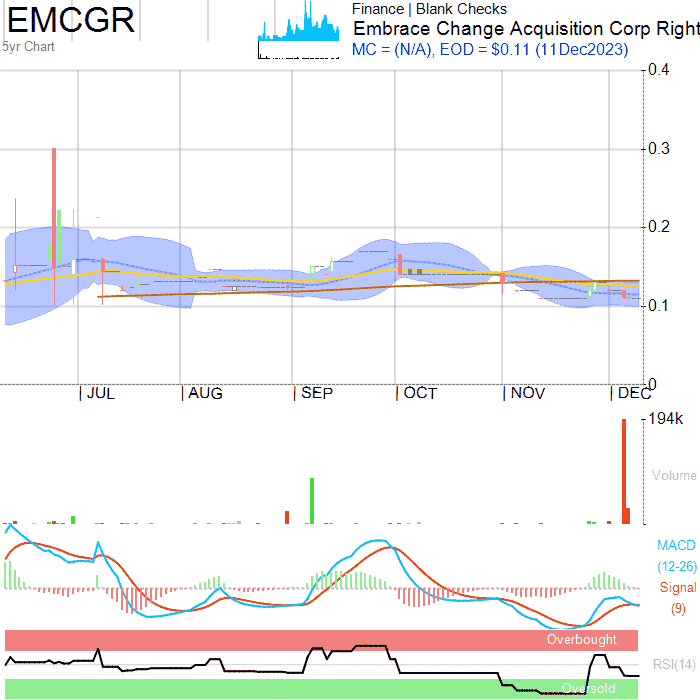 EMCGR
5yr Chart
Finance | Blank Checks
Embrace Change Acquisition Corp Right
MC = (N/A), EOD = $0.11 (11Dec2023)
0.4
0.3
0.2
0.1
0
JUL AUG SEP OCT NOV DEC
194k
Volume
MACD
(12-26)
Signal
(9)
Overbought
RSI(14)
Oversold